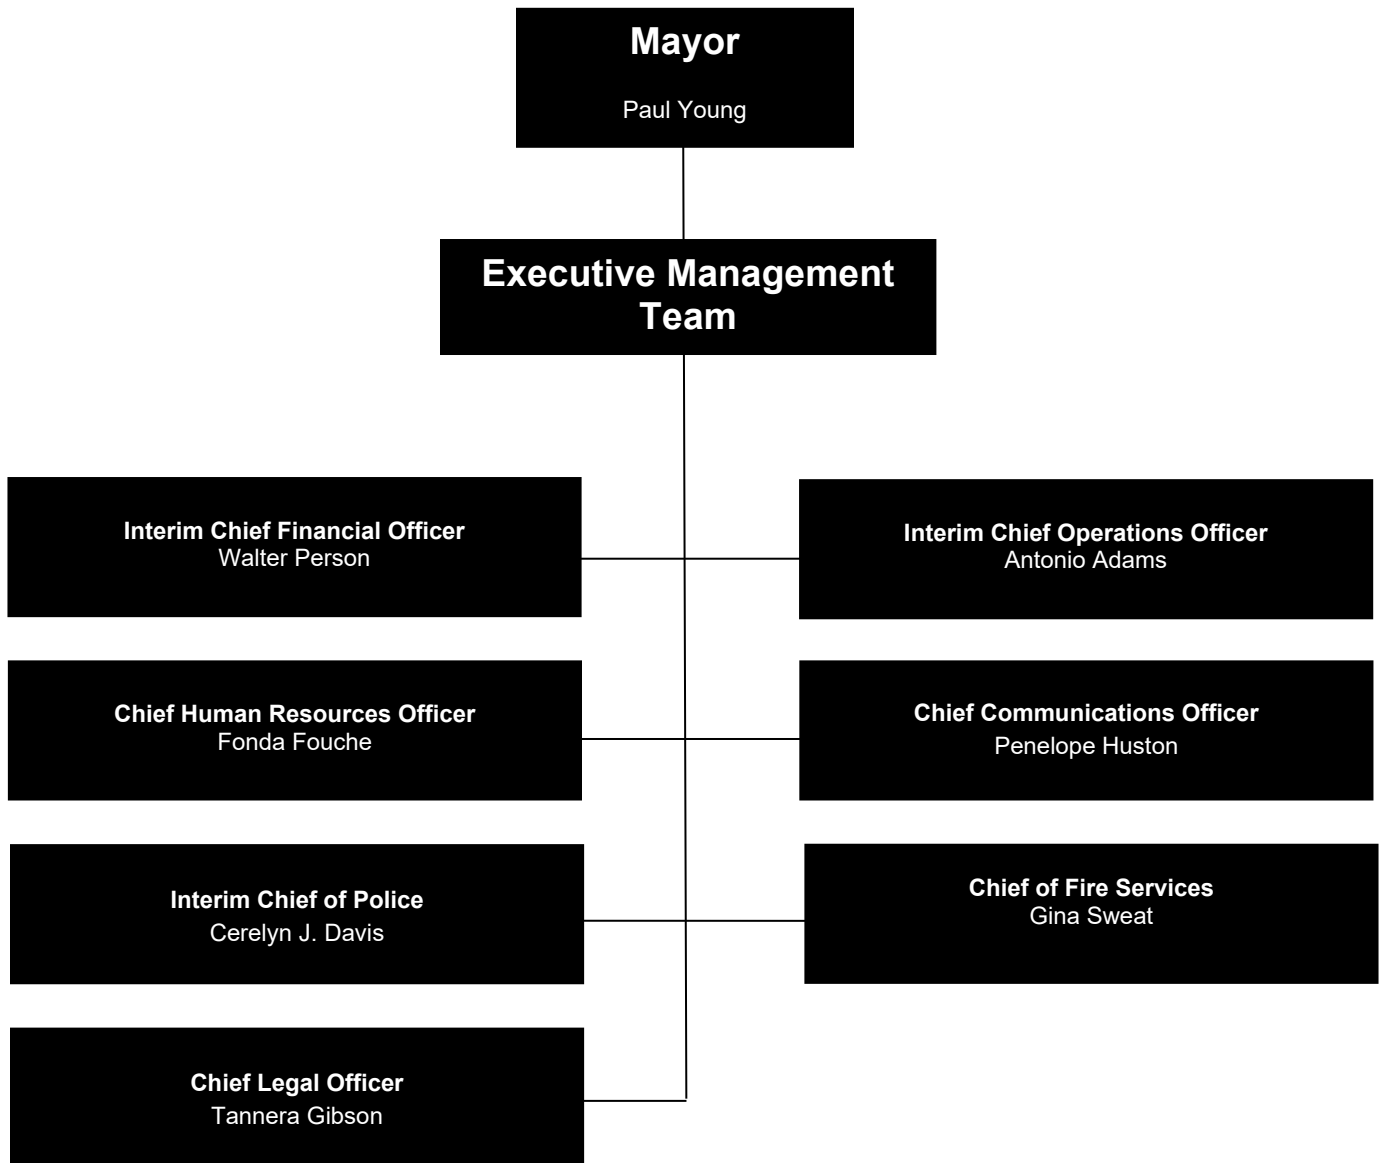 Mayor
Paul Young
Executive Management
Team
Interim Chief Financial Officer
Walter Person
Interim Chief Operations Officer
Antonio Adams
Chief Human Resources Officer
Fonda Fouche
Chief Communications Officer
Penelope Huston
Interim Chief of Police
Cerelyn J. Davis
Chief of Fire Services
Gina Sweat
Chief Legal Officer
Tannera Gibson